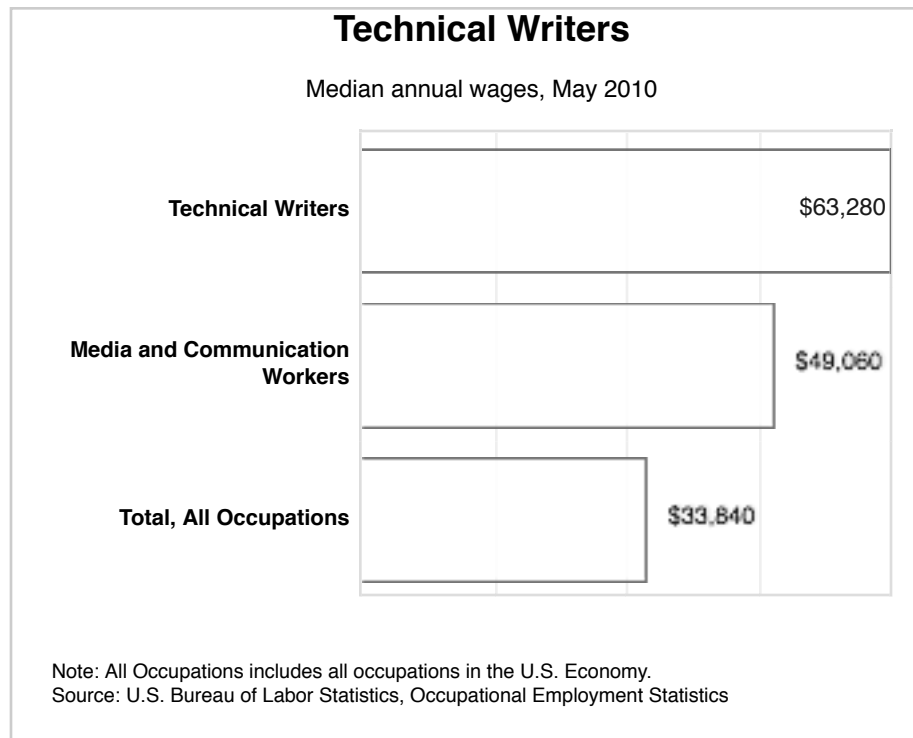 Technical Writers
Median annual wages, May 2010
Technical Writers
$63,280
Media and Communication
Workers
$49,060
Total, All Occupations
$33,840
Note: All Occupations includes all occupations in the U.S. Economy.
Source: U.S. Bureau of Labor Statistics, Occupational Employment Statistics